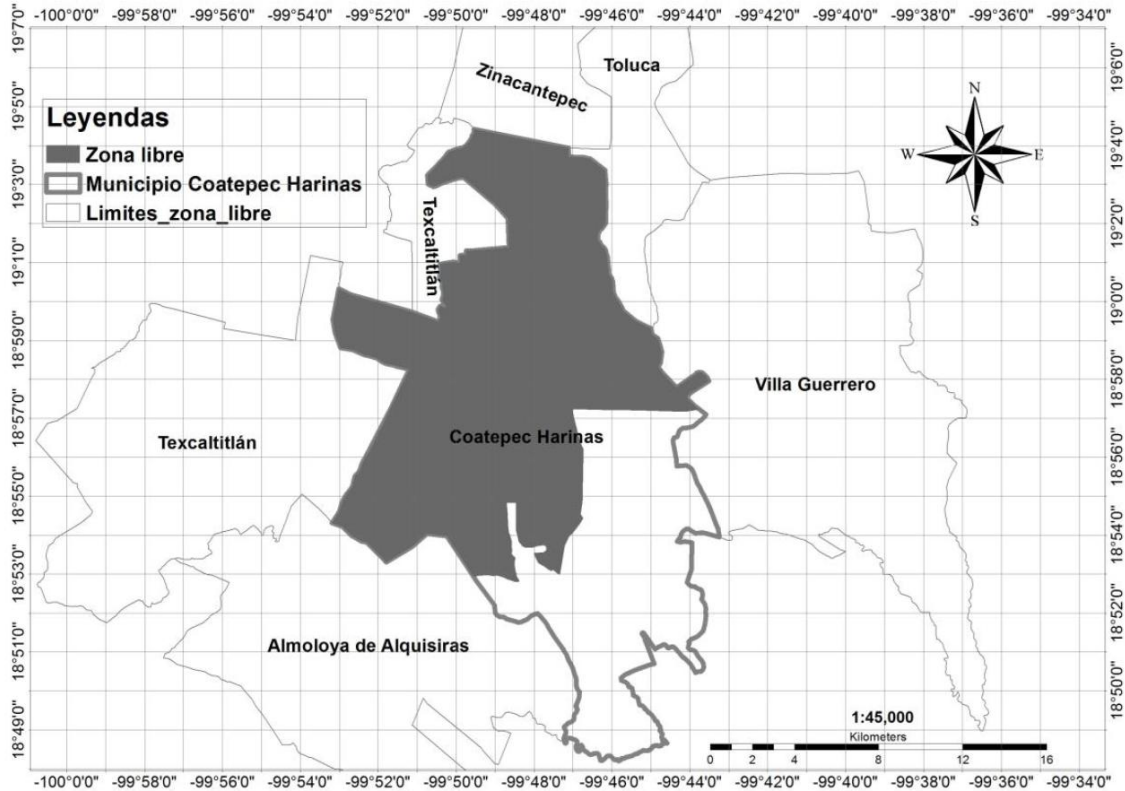 -100°0'0" -99°58'0" -99°56'0" -99°54'0" -99°52'0" -99°50'0" -99°48'0" -99°46'0" -99°44'0" -99°42'0" -99°40'0" -99°38'0" -99°36'0" -99°34'0"
19°7'0"
19°5'0"
19°3'0"
19°1'0"
18°59'0"
18°57'0"
18°55'0"
18°53'0"
18°51'0"
18°49'0"
Leyendas
Zona libre
Municipio Coatepec Harinas
Limites_zona_libre
Zinacantepec
Toluca
N
W E
S
Texcaltitlán
Villa Guerrero
Coatepec Harinas
Texcaltitlán
Almoloya de Alquisiras
1:45,000
Kilometers
0 2 4 8 12 16
19°6'0"
19°4'0"
19°2'0"
19°0'0"
18°58'0"
18°56'0"
18°54'0"
18°52'0"
18°50'0"
-100°0'0" -99°58'0" -99°56'0" -99°54'0" -99°52'0" -99°50'0" -99°48'0" -99°46'0" -99°44'0" -99°42'0" -99°40'0" -99°38'0" -99°36'0" -99°34'0"